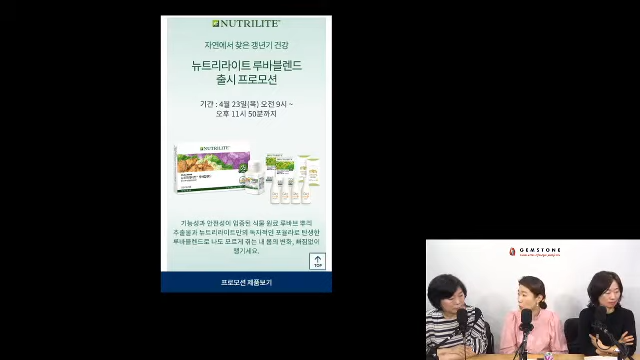 NUTRILITE
자연에서 찾은 갱년기 건강
뉴트리라이트 루바블렌드
출시 프로모션
기간 : 4월 23일(목) 오전 9시 ~
오후 11시 50분까지
NUTRILITE
기능성과 안전성이 입증된 식물 원료 루바브 뿌리
추출물과 뉴트리라이트만의 독자적인 포뮬라로 탄생한
루바블렌드로 나도 모르게 겪는 내 몸의 변화, 빠짐없이
챙기세요.
TOP
프로모션 제품보기
GEMSTONE